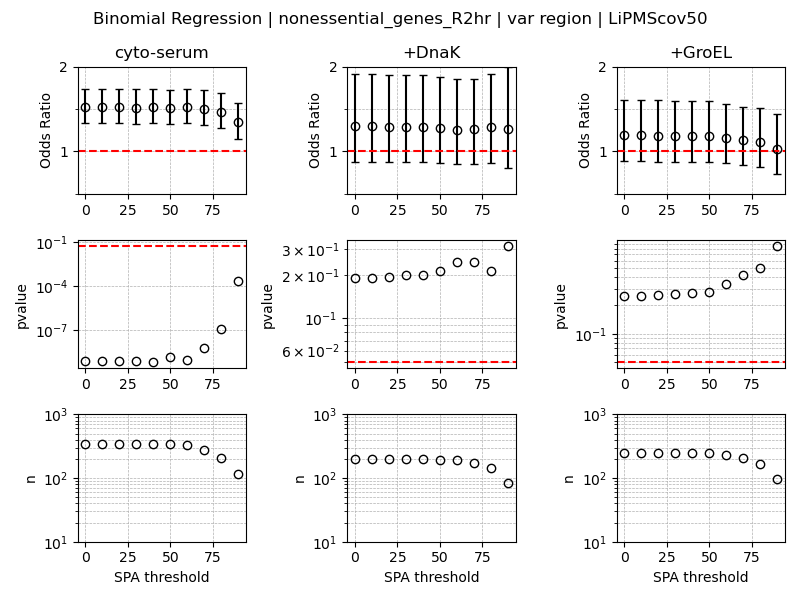 Binomial Regression | nonessential_genes_R2hr | var region | LiPMScov50
cyto-serum
+DnaK
+GroEL
Odds Ratio
2
1
0
25
50
75
Odds Ratio
2
1
0
25
50
75
Odds Ratio
2
1
0
25
50
75
pvalue
10⁻¹
10⁻⁴
10⁻⁷
0
25
50
75
pvalue
3 × 10⁻¹
2 × 10⁻¹
10⁻¹
6 × 10⁻²
0
25
50
75
pvalue
10⁻¹
0
25
50
75
n
10³
10²
10¹
0
25
50
75
SPA threshold
n
10³
10²
10¹
0
25
50
75
SPA threshold
n
10³
10²
10¹
0
25
50
75
SPA threshold